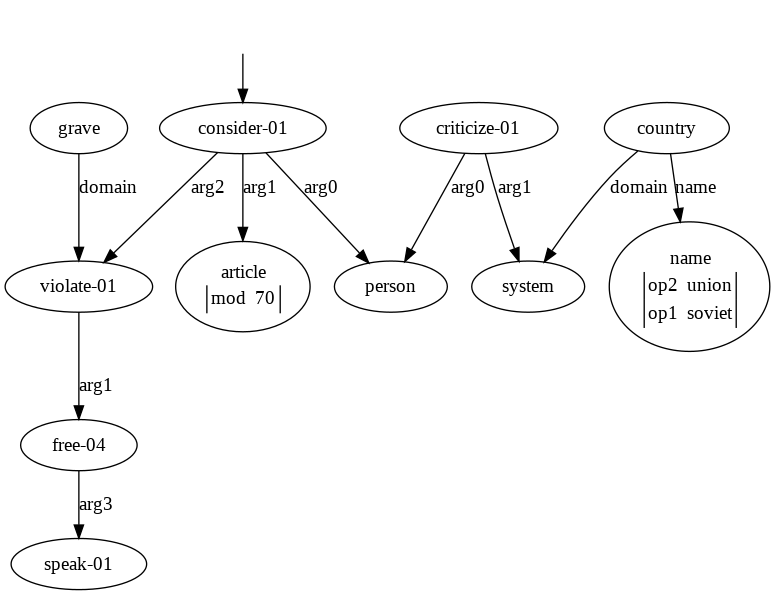 grave
consider-01
criticize-01
country
domain
arg2
arg1
arg0
arg0
arg1
domain
name
violate-01
article
mod 70
person
system
name
op2 union
op1 soviet
arg1
free-04
arg3
speak-01